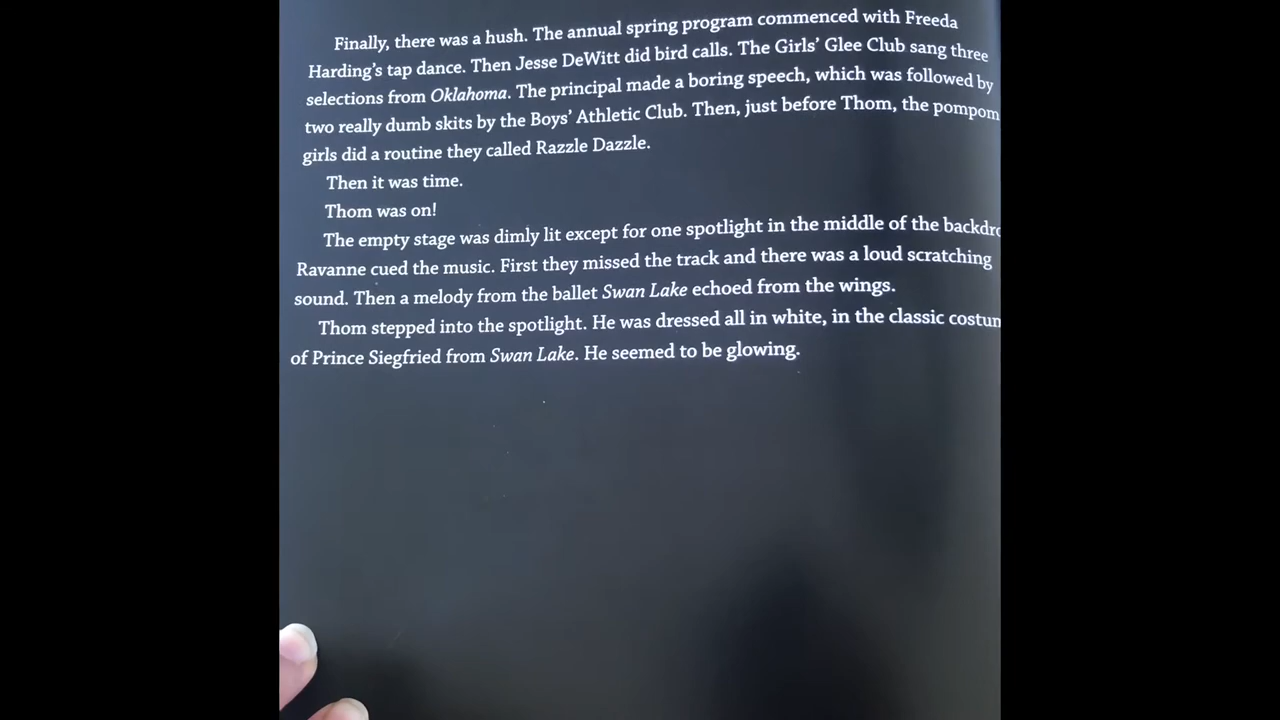 Finally, there was a hush. The annual spring program commenced with Freeda
Harding's tap dance. Then Jesse DeWitt did bird calls. The Girls' Glee Club sang three
selections from Oklahoma. The principal made a boring speech, which was followed by
two really dumb skits by the Boys' Athletic Club. Then, just before Thom, the pompom
girls did a routine they called Razzle Dazzle.
Then it was time.
Thom was on!
The empty stage was dimly lit except for one spotlight in the middle of the
Ravanne cued the music. First they missed the track and there was a loud scratching
sound. Then a melody from the ballet Swan Lake echoed from the wings.
Thom stepped into the spotlight. He was dressed all in white, in the classic
of Prince Siegfried from Swan Lake. He seemed to be glowing.